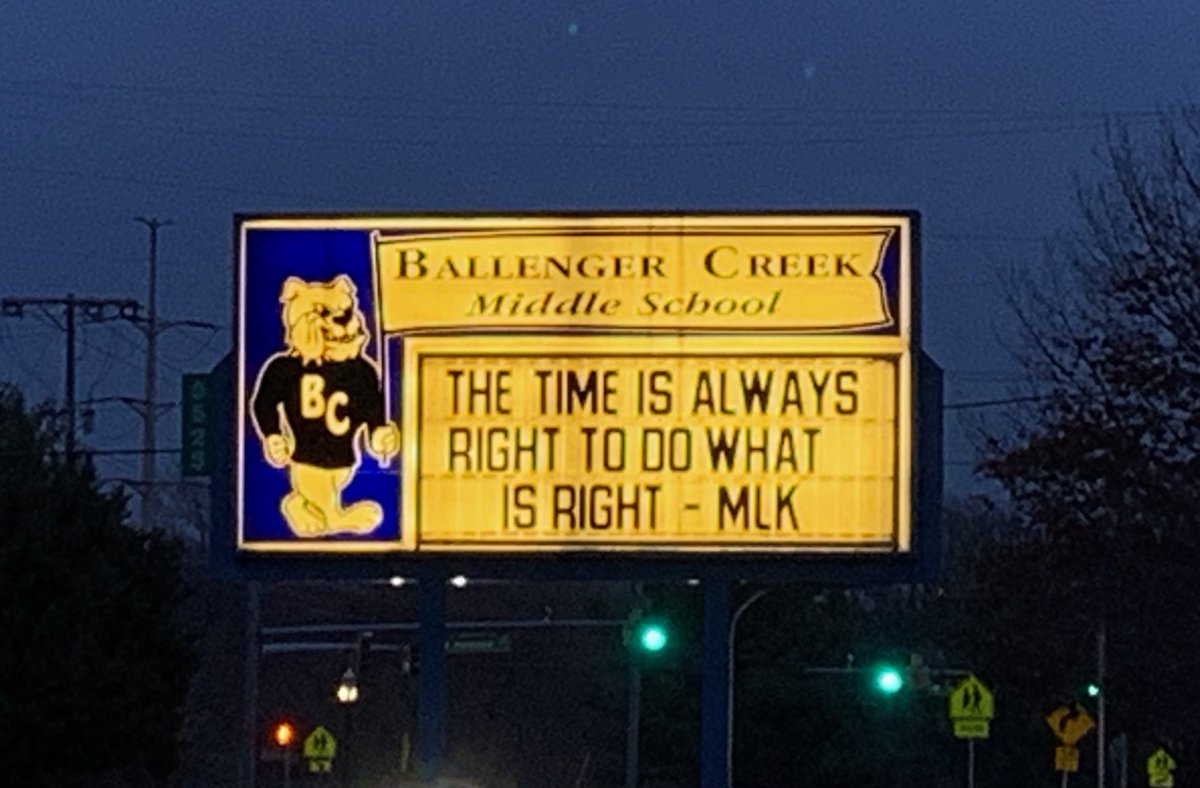 BALLENGER CREEK
Middle School
BC
THE TIME IS ALWAYS
RIGHT TO DO WHAT
IS RIGHT - MLK